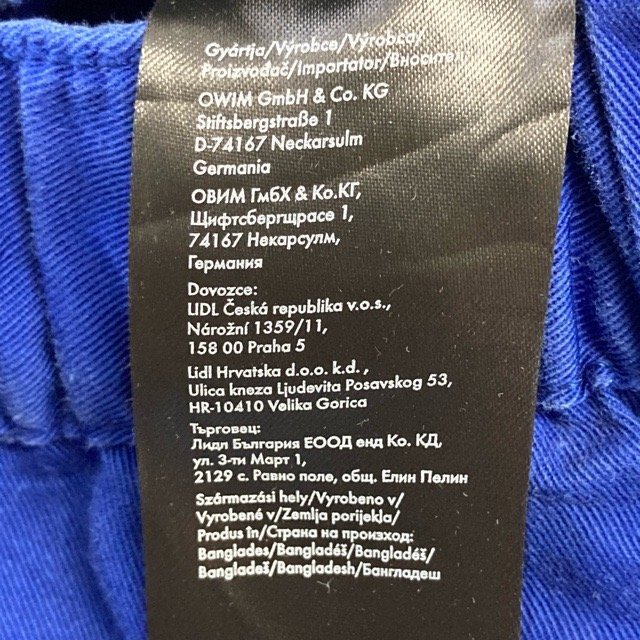 Gyártja/Výrobce/Výrobca/
Proizvođač/Importator/Вносител
OWIM GmbH & Co. KG
Stiftsbergstraße 1
D-74167 Neckarsulm
Germania
ОВИМ ГмбХ & Ко.КГ,
Щифтсбергщрасе 1,
74167 Некарсулм,
Германия
Dovozce:
LIDL Česká republika v.o.s.,
Nárožní 1359/11,
158 00 Praha 5
Lidl Hrvatska d.o.o. k.d.,
Ulica kneza Ljudevita Posavskog 53,
HR-10410 Velika Gorica
Търговец:
Лидл България ЕООД енд Ко. КД,
ул. 3-ти Март 1,
2129 с. Равно поле, общ. Елин Пелин
Származási hely/Vyrobeno v/
Vyrobené v/Zemlja porijekla/
Produs în/Страна на произход:
Banglades/Bangladéš/Bangladéš/
Bangladeš/Bangladesh/Бангладеш